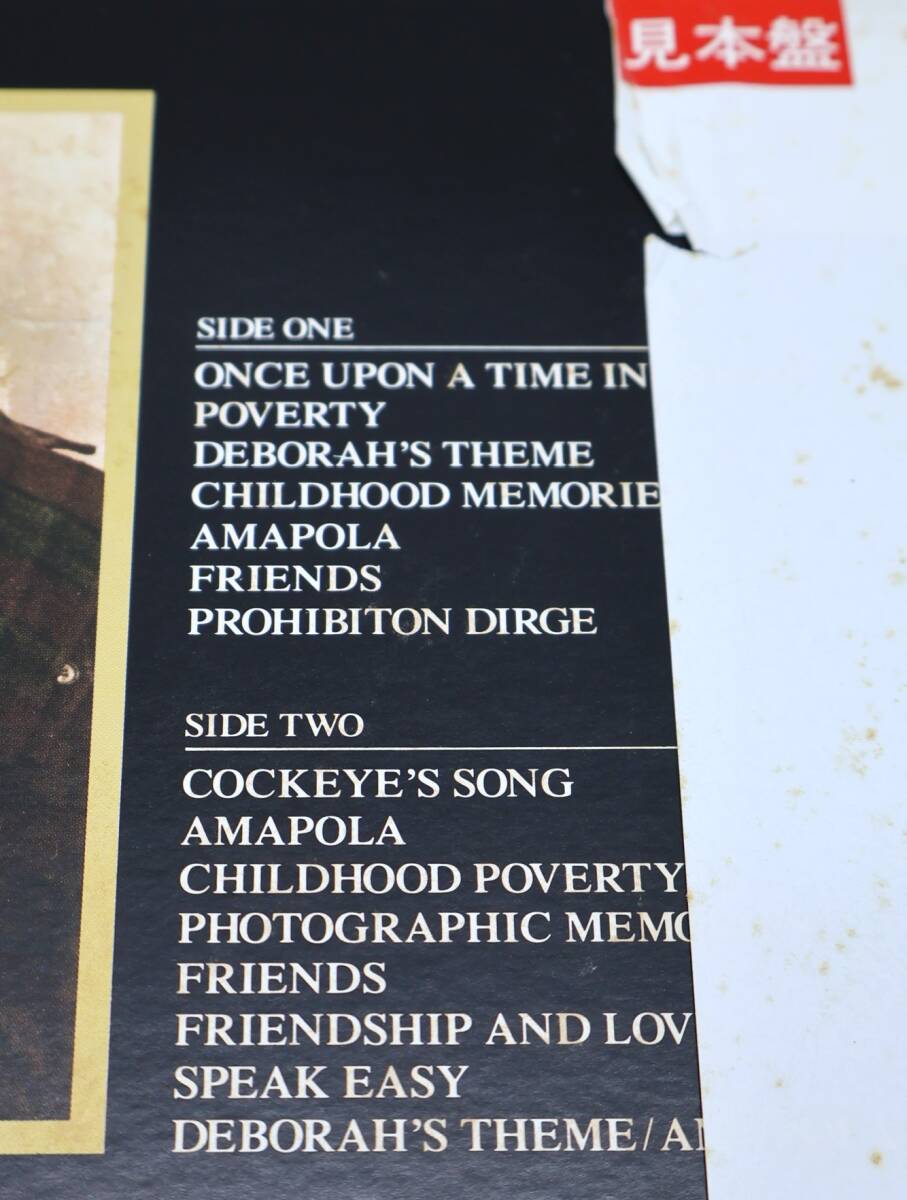 見本盤
SIDE ONE
ONCE UPON A TIME IN
POVERTY
DEBORAH'S THEME
CHILDHOOD MEMORIE
AMAPOLA
FRIENDS
PROHIBITON DIRGE
SIDE TWO
COCKEYE'S SONG
AMAPOLA
CHILDHOOD POVERTY
PHOTOGRAPHIC MEMO
FRIENDS
FRIENDSHIP AND LOV
SPEAK EASY
DEBORAH'S THEME/A